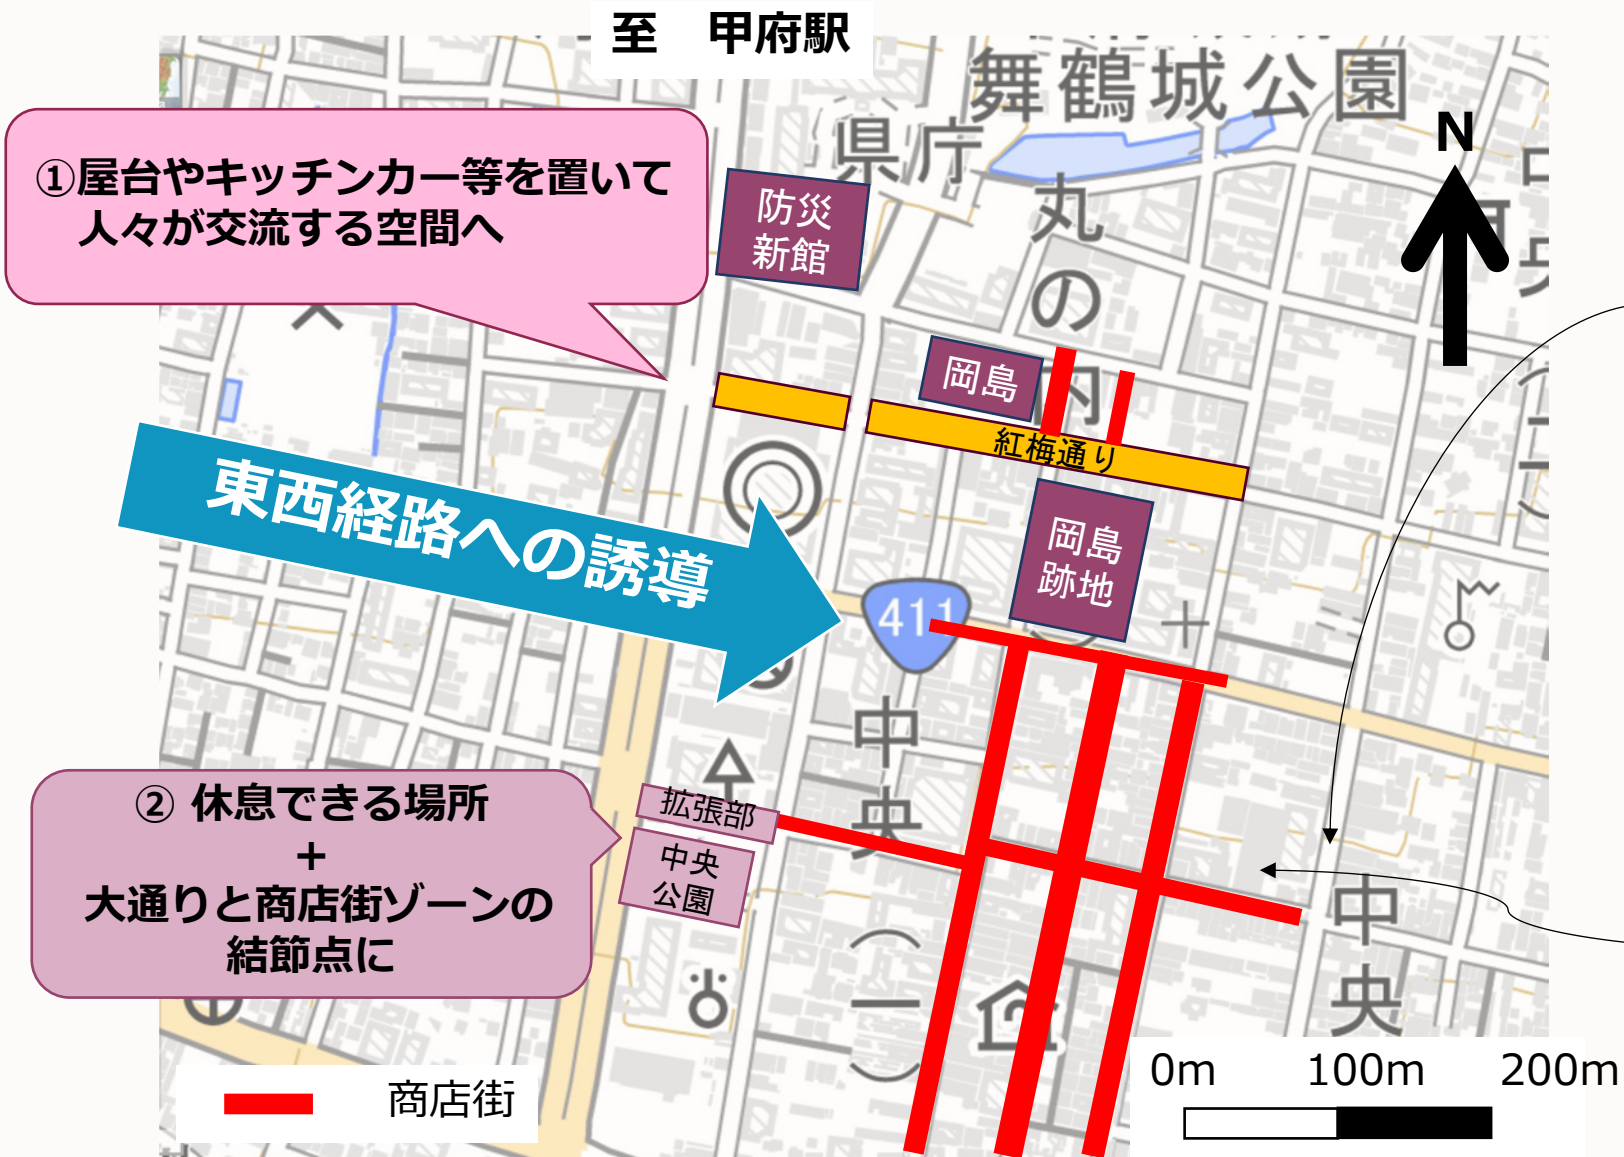 至　甲府駅
舞鶴城公園
県庁
N
①屋台やキッチンカー等を置いて
人々が交流する空間へ
防災
新館
丸の内
岡島
紅梅通り
東西経路への誘導
岡島
跡地
411
中央
② 休息できる場所
+
大通りと商店街ゾーンの
結節点に
拡張部
中央
公園
(一)
中央
商店街
0m 100m 200m